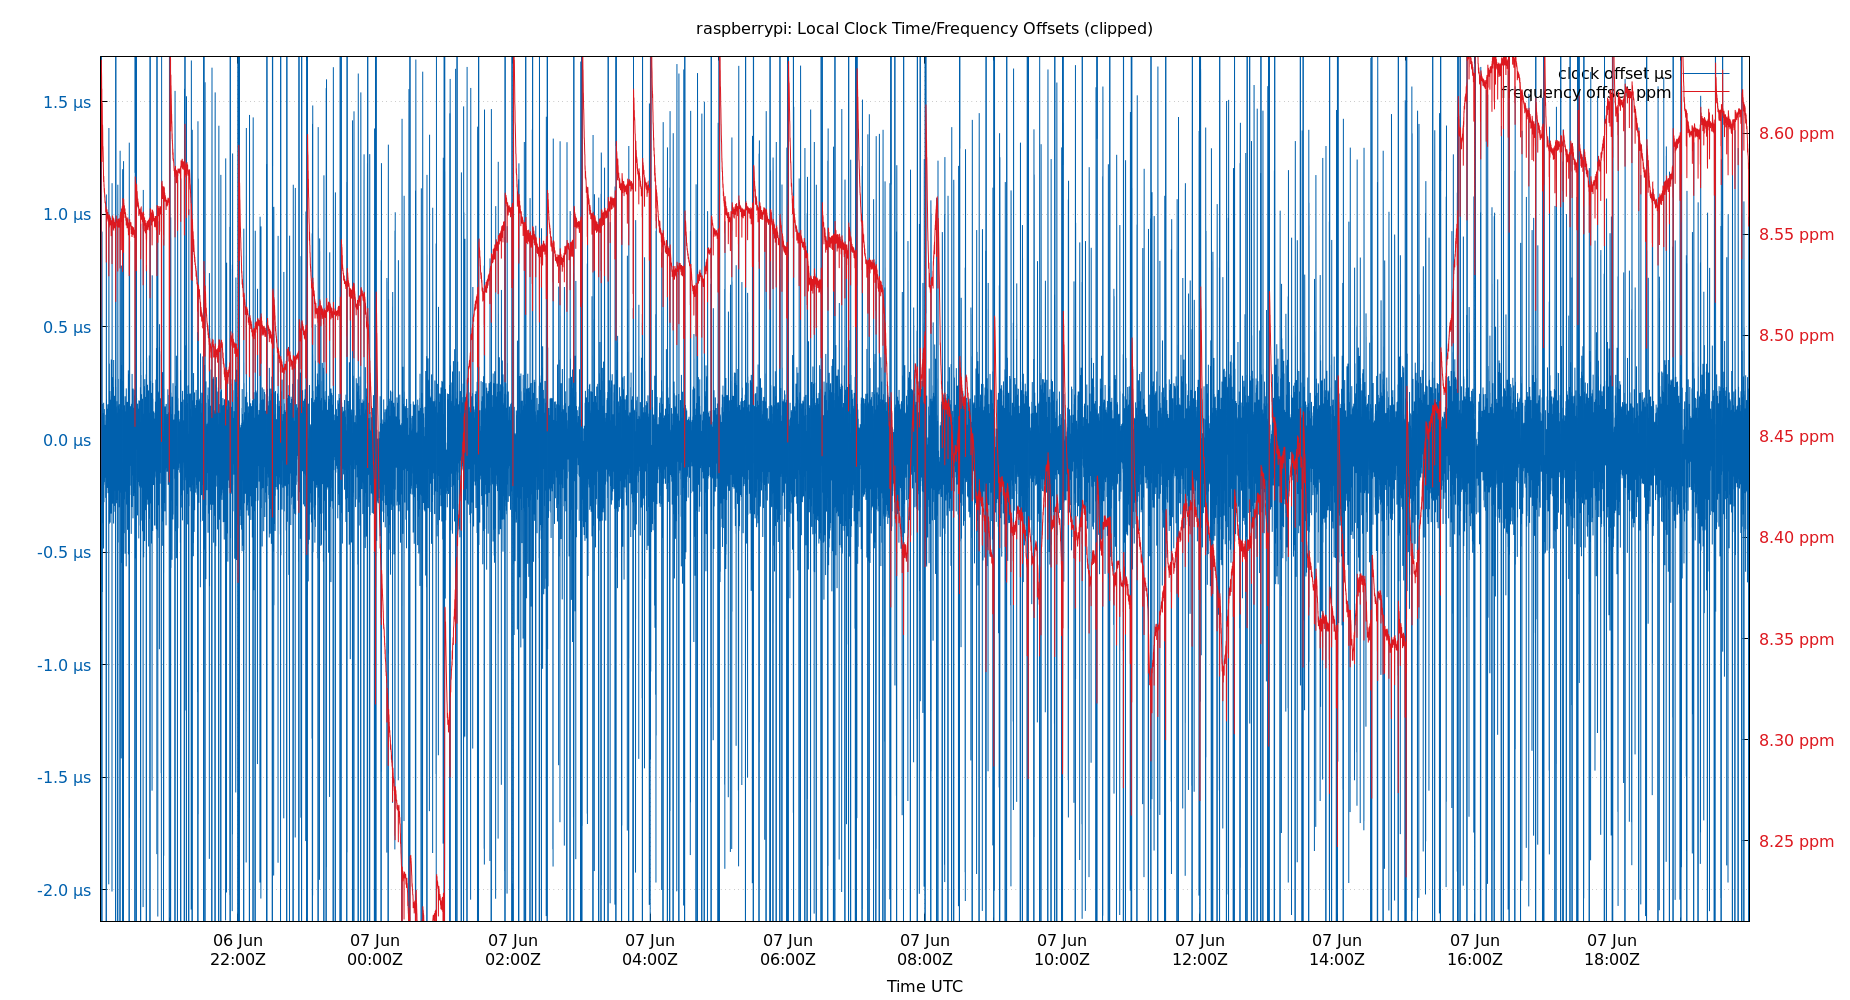 raspberrypi: Local Clock Time/Frequency Offsets (clipped)
clock offset µs
frequency offset ppm
1.5 µs
1.0 µs
0.5 µs
0.0 µs
-0.5 µs
-1.0 µs
-1.5 µs
-2.0 µs
8.60 ppm
8.55 ppm
8.50 ppm
8.45 ppm
8.40 ppm
8.35 ppm
8.30 ppm
8.25 ppm
06 Jun 07 Jun 07 Jun 07 Jun 07 Jun 07 Jun 07 Jun 07 Jun 07 Jun 07 Jun 07 Jun
22:00Z 00:00Z 02:00Z 04:00Z 06:00Z 08:00Z 10:00Z 12:00Z 14:00Z 16:00Z 18:00Z
Time UTC